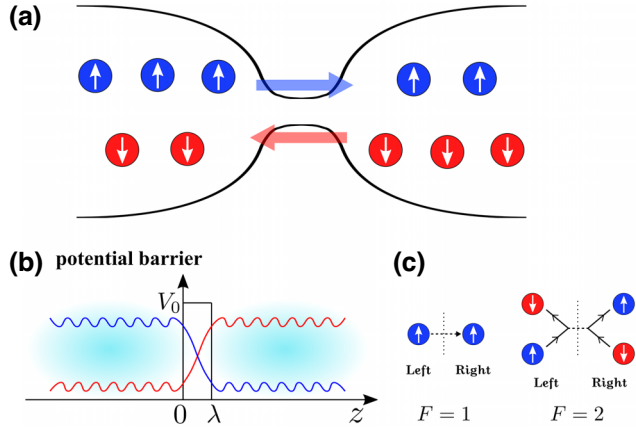 (a)
(b)
potential barrier
V₀
0
λ
z
(c)
Left
Right
F = 1
Left
Right
F = 2